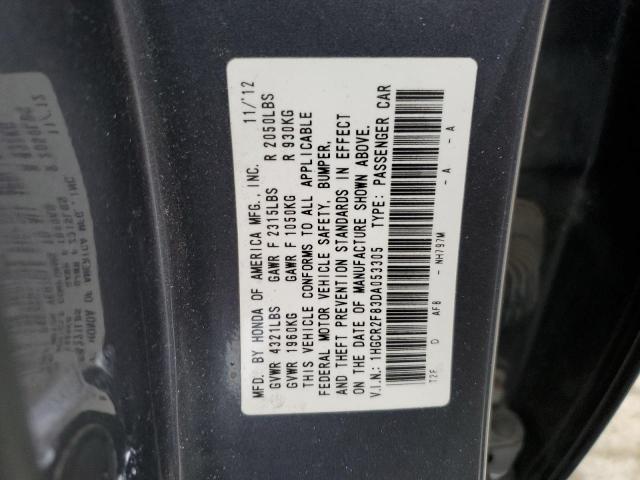 MFD. BY HONDA OF AMERICA MFG., INC. 11/'12
GVWR 4321LBS GAWR F 2315LBS R 2050LBS
GVWR 1960KG GAWR F 1050KG R 930KG
THIS VEHICLE CONFORMS TO ALL APPLICABLE
FEDERAL MOTOR VEHICLE SAFETY, BUMPER,
AND THEFT PREVENTION STANDARDS IN EFFECT
ON THE DATE OF MANUFACTURE SHOWN ABOVE.
V.I.N.: 1HGCR2F83DA053305 TYPE: PASSENGER CAR
T2F D AF8 - NH797M - A - A